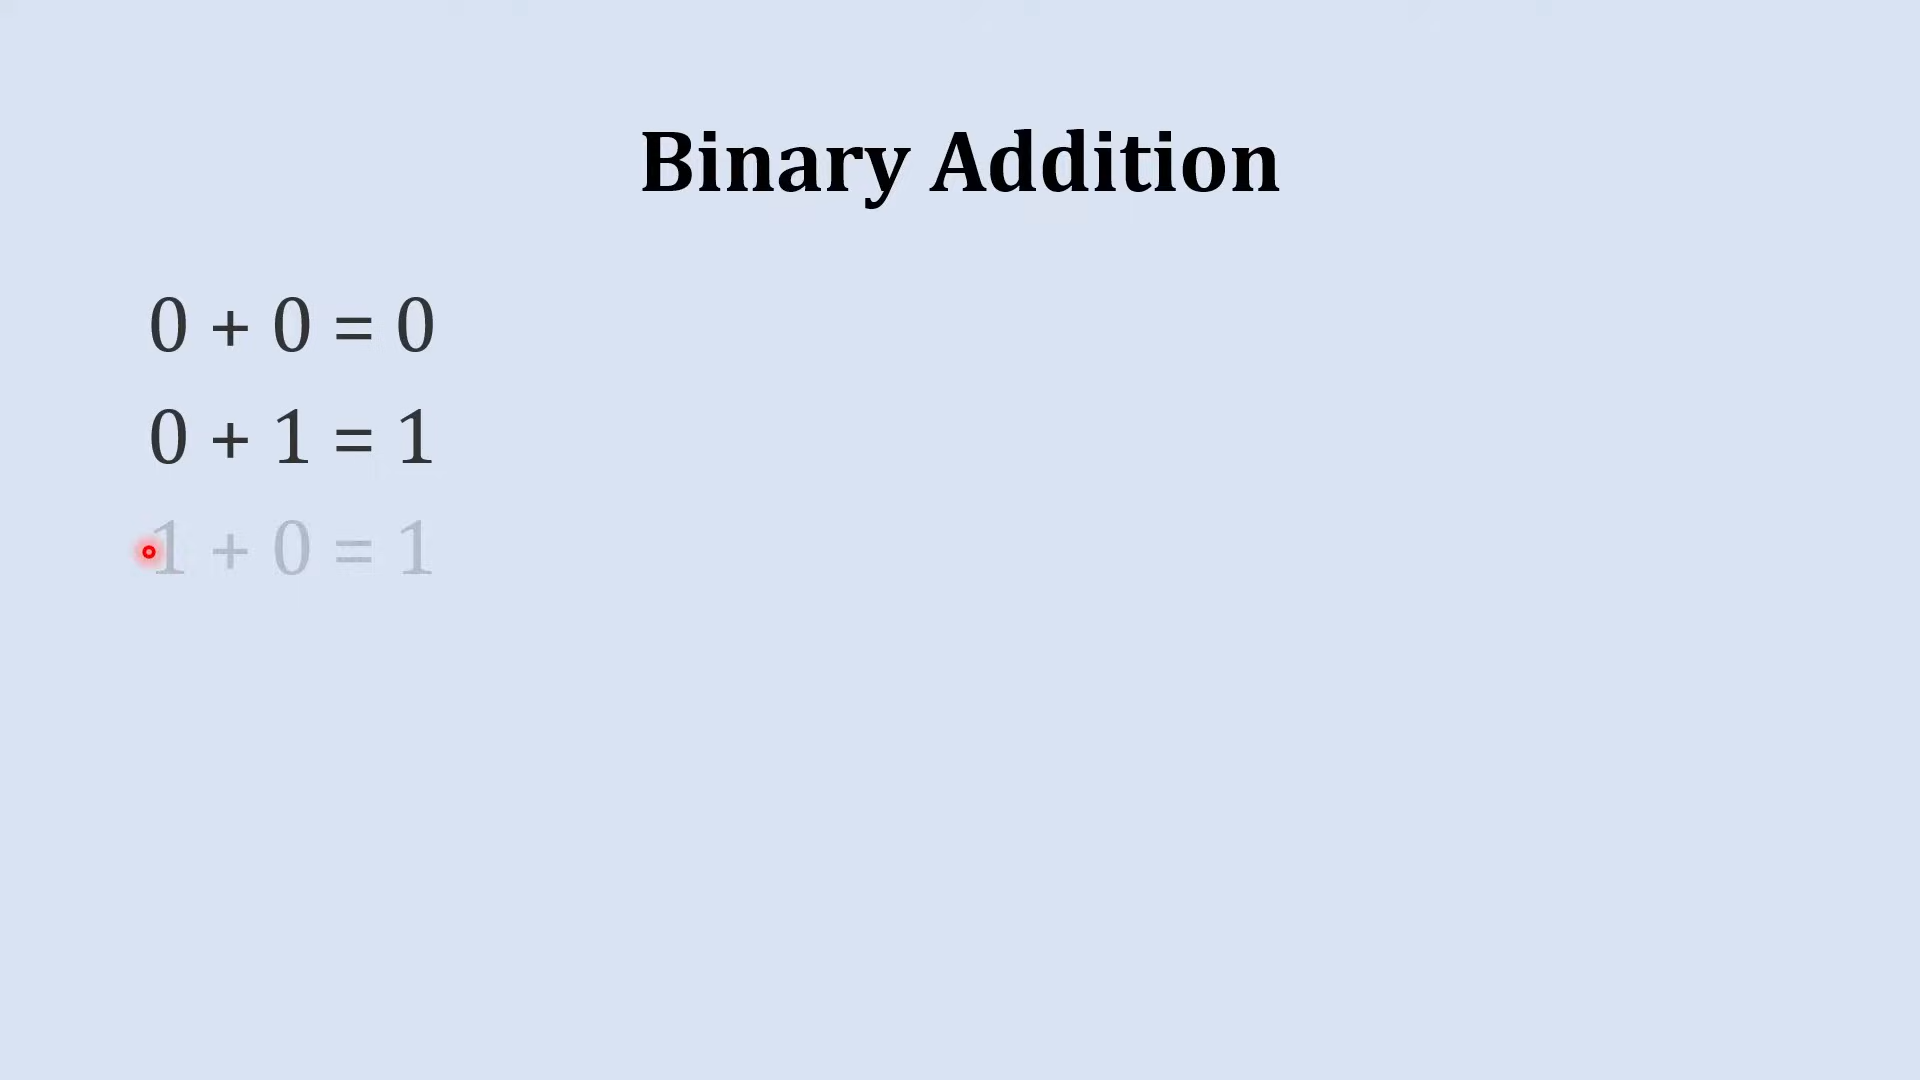 Binary Addition
0 + 0 = 0
0 + 1 = 1
1 + 0 = 1